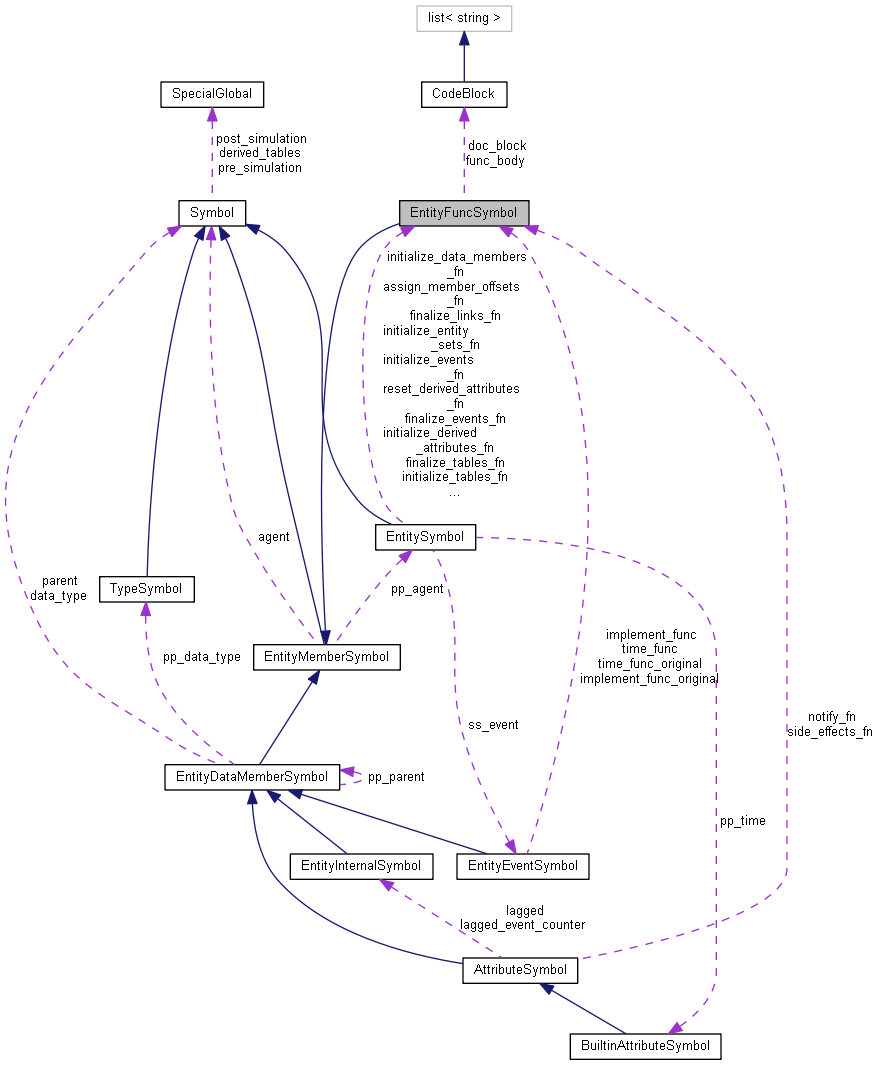 list< string >
SpecialGlobal
CodeBlock
post_simulation
derived_tables
pre_simulation
doc_block
func_body
Symbol
EntityFuncSymbol
initialize_data_members
_fn
assign_member_offsets
_fn
finalize_links_fn
initialize_entity
_sets_fn
initialize_events
_fn
reset_derived_attributes
_fn
finalize_events_fn
initialize_derived
_attributes_fn
finalize_tables_fn
initialize_tables_fn
...
agent
EntitySymbol
parent
data_type
TypeSymbol
pp_agent
implement_func
time_func
time_func_original
implement_func_original
pp_data_type
EntityMemberSymbol
ss_event
notify_fn
side_effects_fn
EntityDataMemberSymbol
pp_parent
pp_time
EntityInternalSymbol
EntityEventSymbol
lagged
lagged_event_counter
AttributeSymbol
BuiltinAttributeSymbol